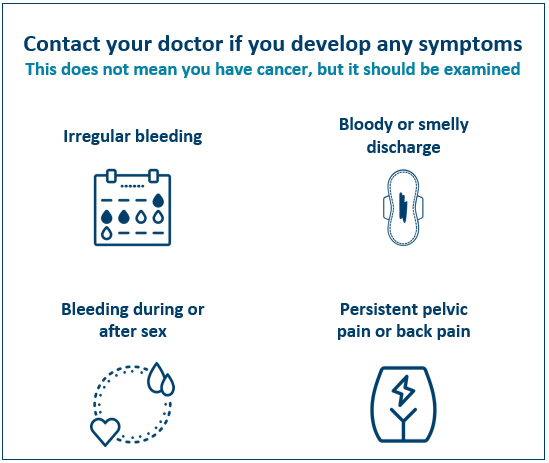 Contact your doctor if you develop any symptoms
This does not mean you have cancer, but it should be examined
Irregular bleeding
Bloody or smelly
discharge
Bleeding during or
after sex
Persistent pelvic
pain or back pain